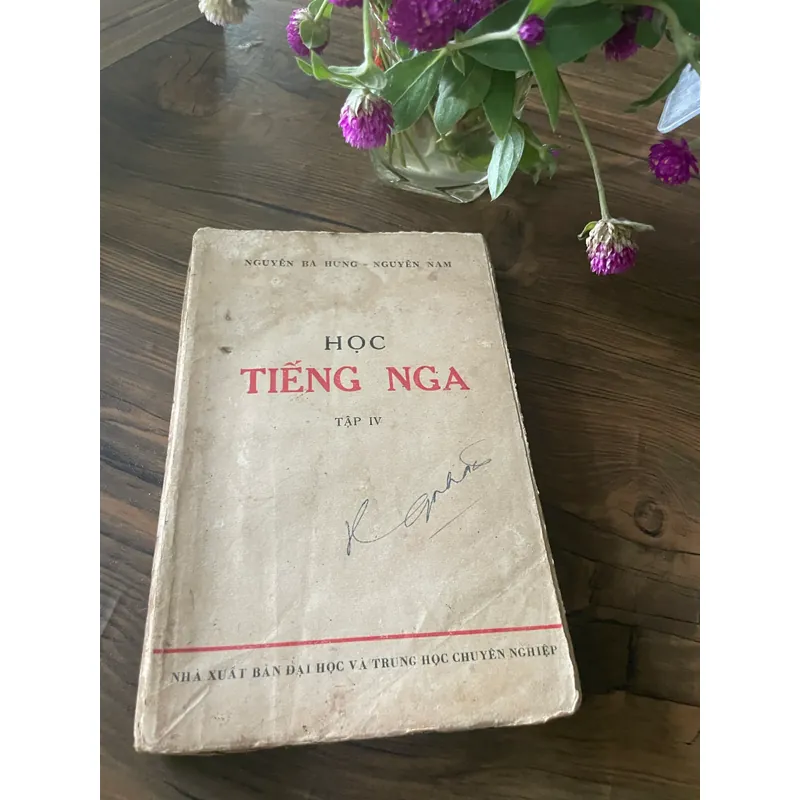 NGUYỄN BÁ HƯNG - NGUYỄN NAM
HỌC
TIẾNG NGA
TẬP IV
NHÀ XUẤT BẢN ĐẠI HỌC VÀ TRUNG HỌC CHUYÊN NGHIỆP